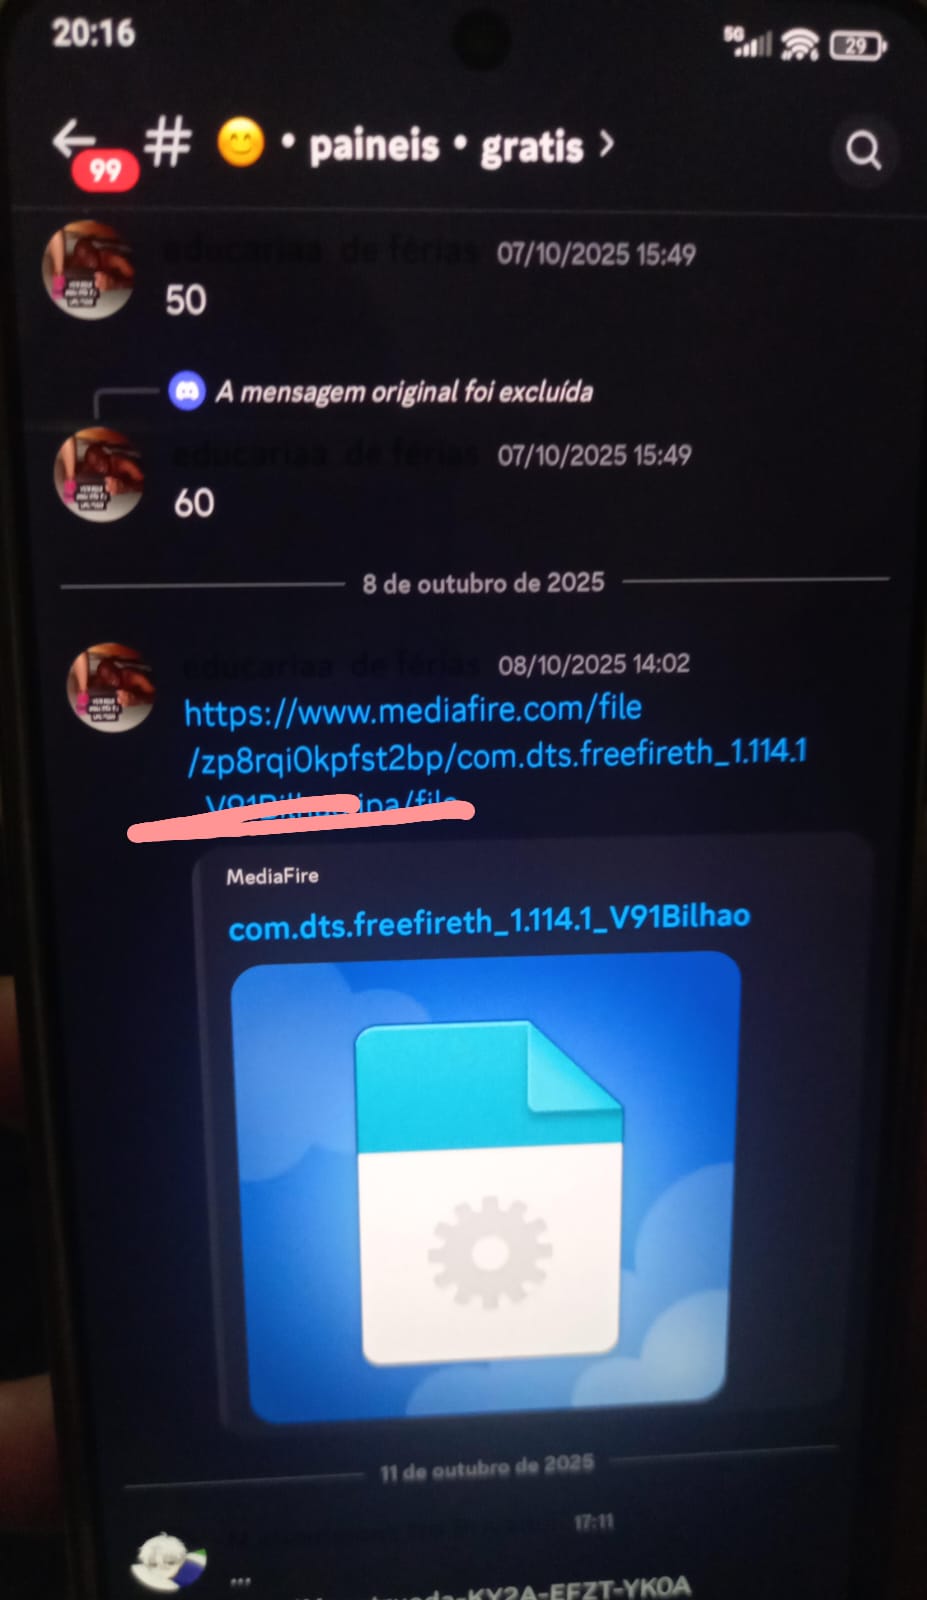 20:16
5G
29
99
# 😊 • paineis • gratis >
educariaa de férias 07/10/2025 15:49
50
A mensagem original foi excluída
educariaa de férias 07/10/2025 15:49
60
8 de outubro de 2025
educariaa de férias 08/10/2025 14:02
https://www.mediafire.com/file
/zp8rqi0kpfst2bp/com.dts.freefireth_1.114.1
ipa/file
MediaFire
com.dts.freefireth_1.114.1_V91Bilhao
11 de outubro de 2025
17:11
...
-KY2A-EFZT-YK0A